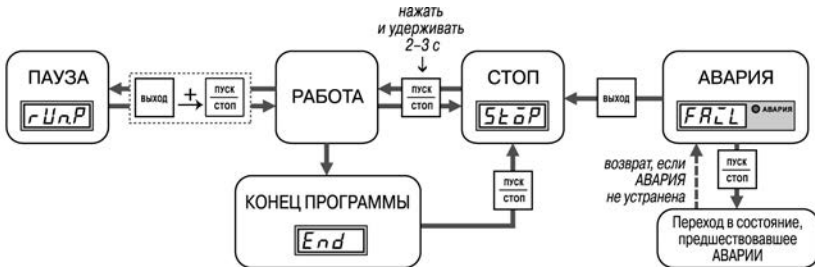 нажать
и удерживать
2–3 с
ПАУЗА
rUn.P
ВЫХОД
+
ПУСК
СТОП
РАБОТА
ПУСК
СТОП
СТОП
StoP
ВЫХОД
АВАРИЯ
FAiL
АВАРИЯ
КОНЕЦ ПРОГРАММЫ
End
ПУСК
СТОП
возврат, если
АВАРИЯ
не устранена
ПУСК
СТОП
Переход в состояние,
предшествовавшее
АВАРИИ